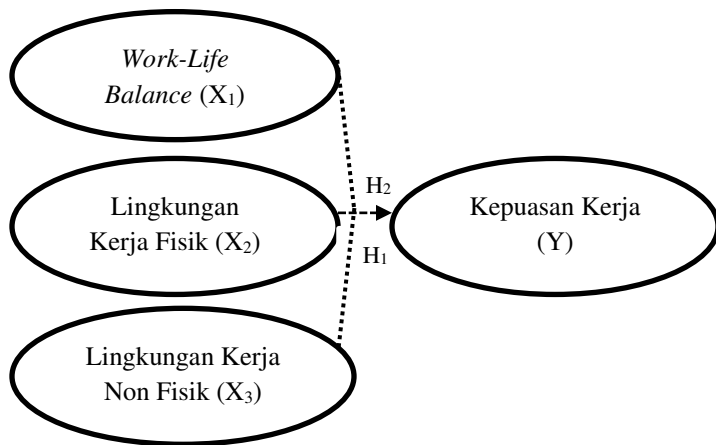 Work-Life
Balance (X₁)
Lingkungan
Kerja Fisik (X₂)
Lingkungan Kerja
Non Fisik (X₃)
H₂
H₁
Kepuasan Kerja
(Y)